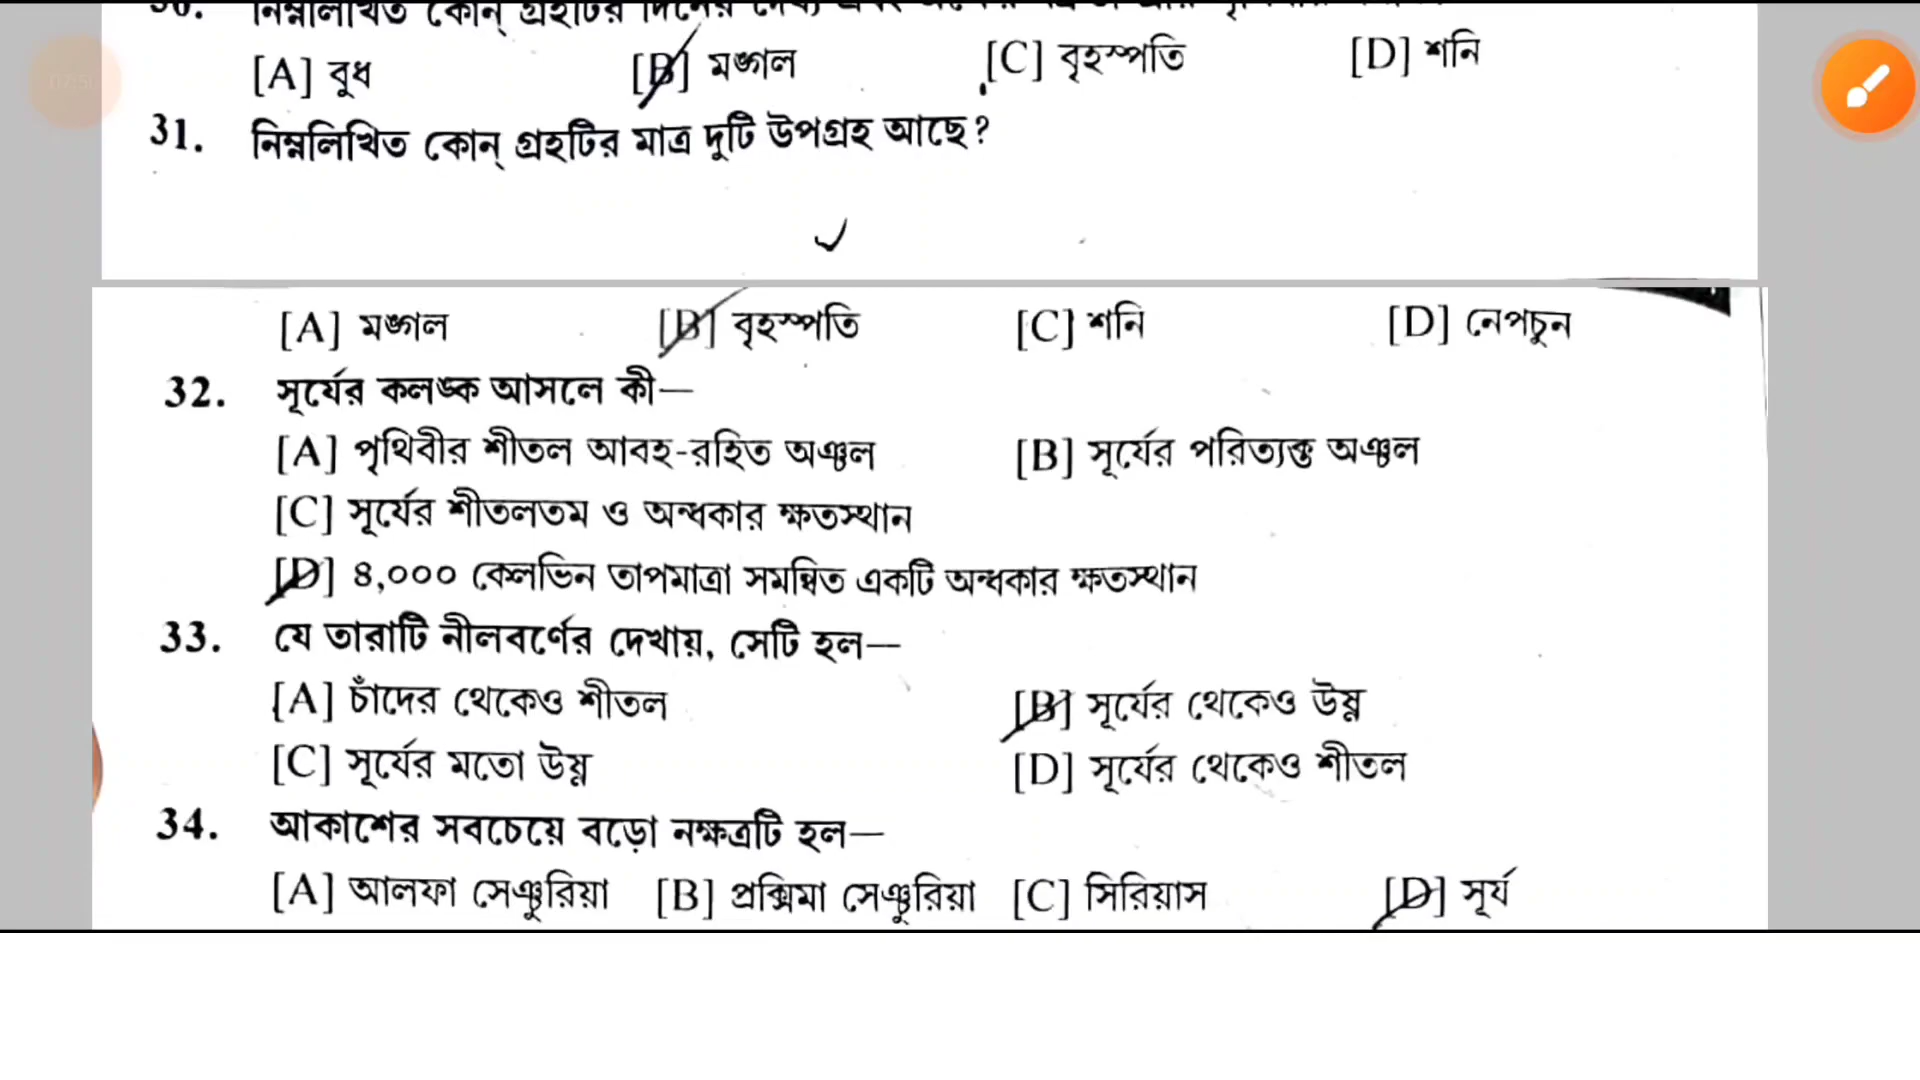 30. নিম্নলিখিত কোন্ গ্রহটির দিনের
[A] বুধ [B] মঙ্গল [C] বৃহস্পতি [D] শনি
31. নিম্নলিখিত কোন্ গ্রহটির মাত্র দুটি উপগ্রহ আছে?
[A] মঙ্গল [B] বৃহস্পতি [C] শনি [D] নেপচুন
32. সূর্যের কলঙ্ক আসলে কী—
[A] পৃথিবীর শীতল আবহ-রহিত অঞ্চল [B] সূর্যের পরিত্যক্ত অঞ্চল
[C] সূর্যের শীতলতম ও অন্ধকার ক্ষতস্থান
[D] ৪,০০০ কেলভিন তাপমাত্রা সমন্বিত একটি অন্ধকার ক্ষতস্থান
33. যে তারাটি নীলবর্ণের দেখায়, সেটি হল—
[A] চাঁদের থেকেও শীতল [B] সূর্যের থেকেও উষ্ণ
[C] সূর্যের মতো উষ্ণ [D] সূর্যের থেকেও শীতল
34. আকাশের সবচেয়ে বড়ো নক্ষত্রটি হল—
[A] আলফা সেঞ্চুরিয়া [B] প্রক্সিমা সেঞ্চুরিয়া [C] সিরিয়াস [D] সূর্য